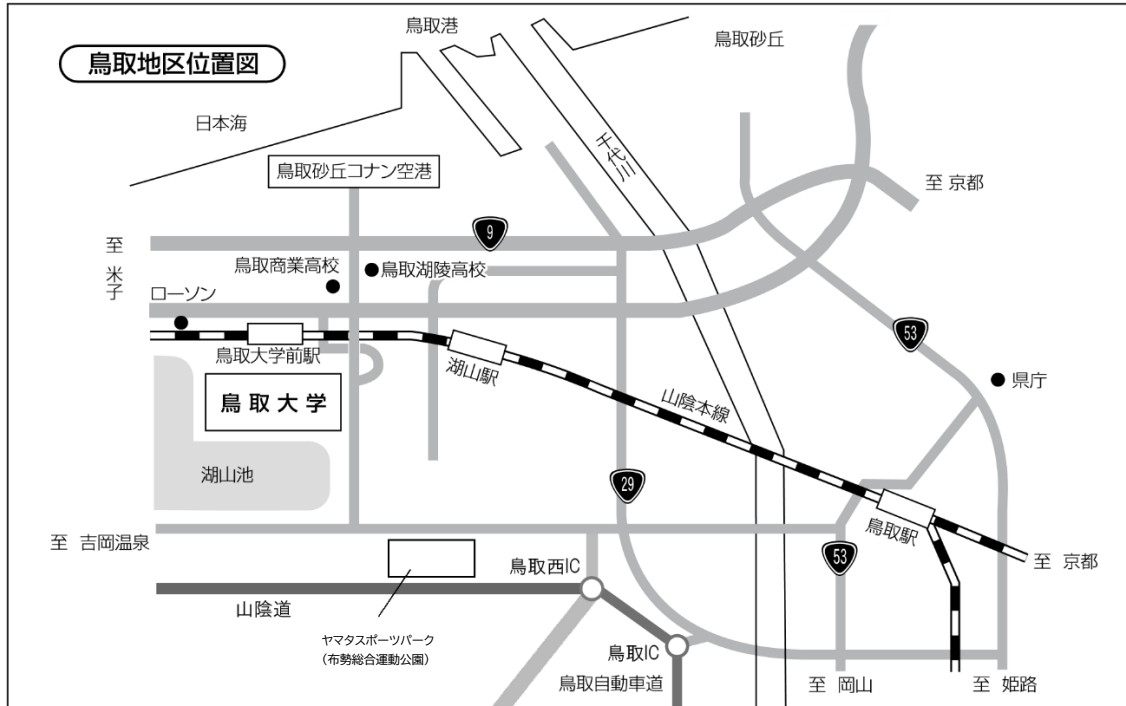 鳥取港
鳥取砂丘
鳥取地区位置図
日本海
千代川
鳥取砂丘コナン空港
至 京都
9
至 米子
鳥取商業高校
鳥取湖陵高校
ローソン
53
鳥取大学前駅
湖山駅
県庁
鳥取大学
山陰本線
湖山池
29
鳥取駅
至 吉岡温泉
53
鳥取西IC
至 京都
山陰道
ヤマタスポーツパーク
(布勢総合運動公園)
鳥取IC
鳥取自動車道
至 岡山
至 姫路